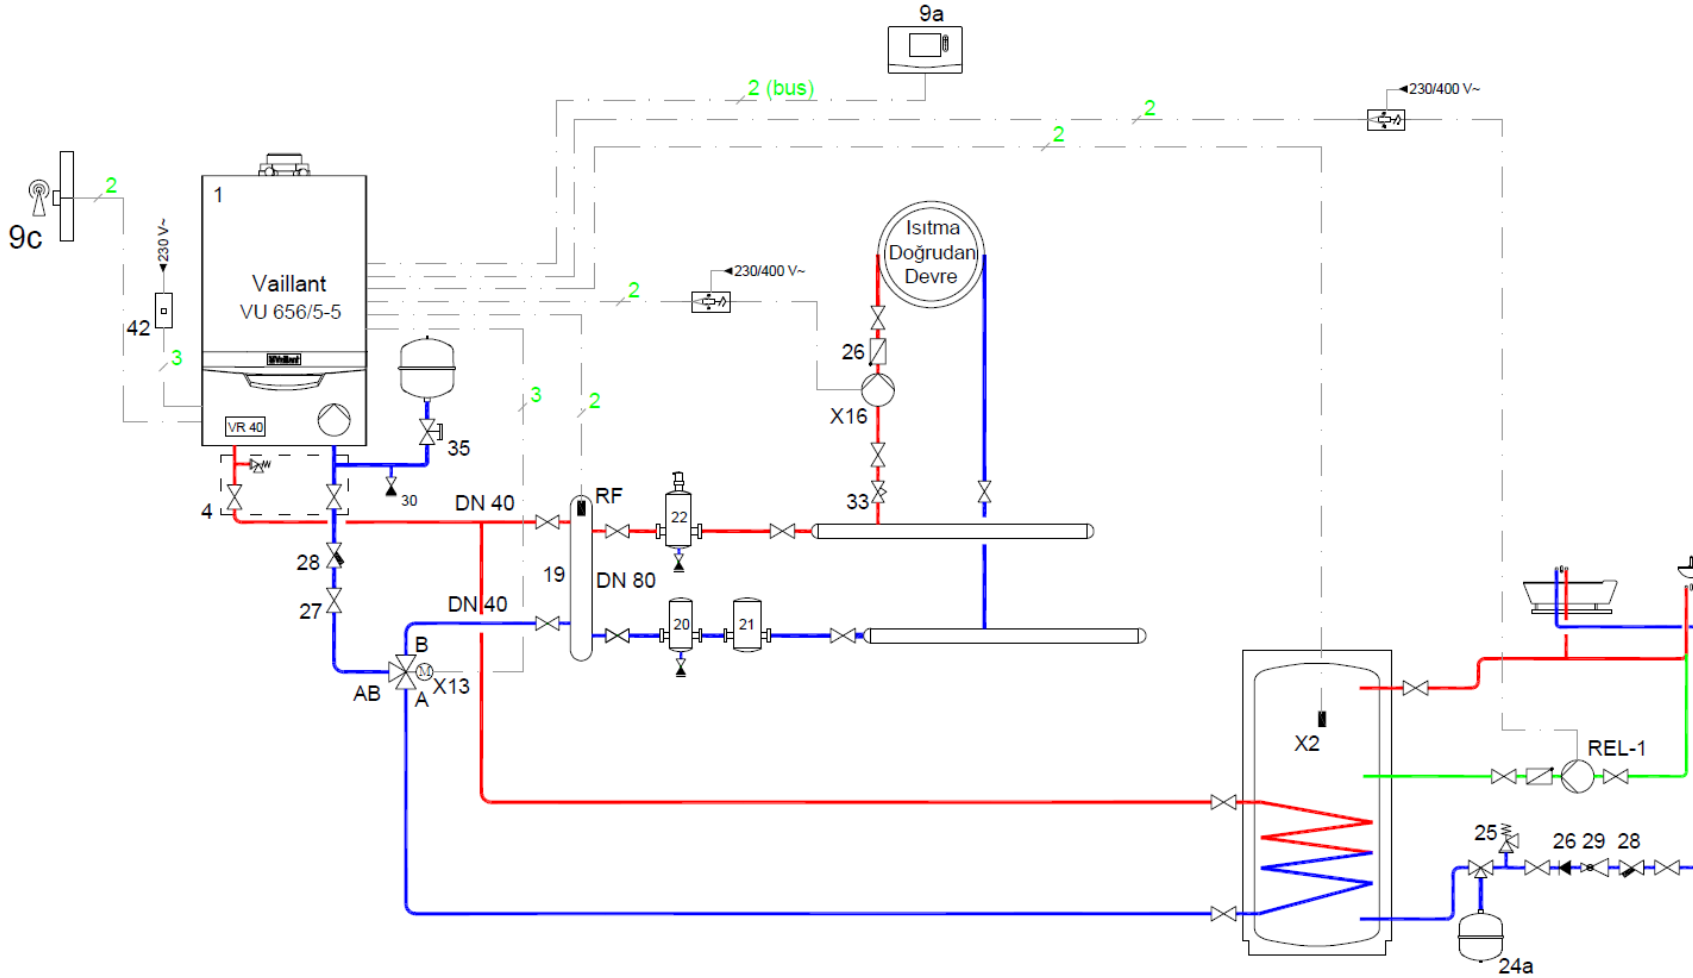 9a
2 (bus)
230/400 V~
2
2
1
2
9c
230 V~
Isıtma
Doğrudan
Devre
Vaillant
VU 656/5-5
230/400 V~
2
42
3
Vaillant
26
3
2
X16
VR 40
35
30
4
DN 40
RF
22
33
28
19
DN 80
27
DN 40
20
21
B
AB
A
M
X13
X2
REL-1
25
26
29
28
24a